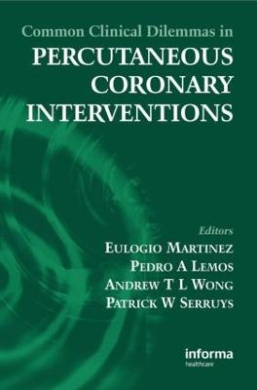 Common Clinical Dilemmas in
PERCUTANEOUS
CORONARY
INTERVENTIONS
Editors
EULOGIO MARTINEZ
PEDRO A LEMOS
ANDREW T L WONG
PATRICK W SERRUYS
informa
healthcare